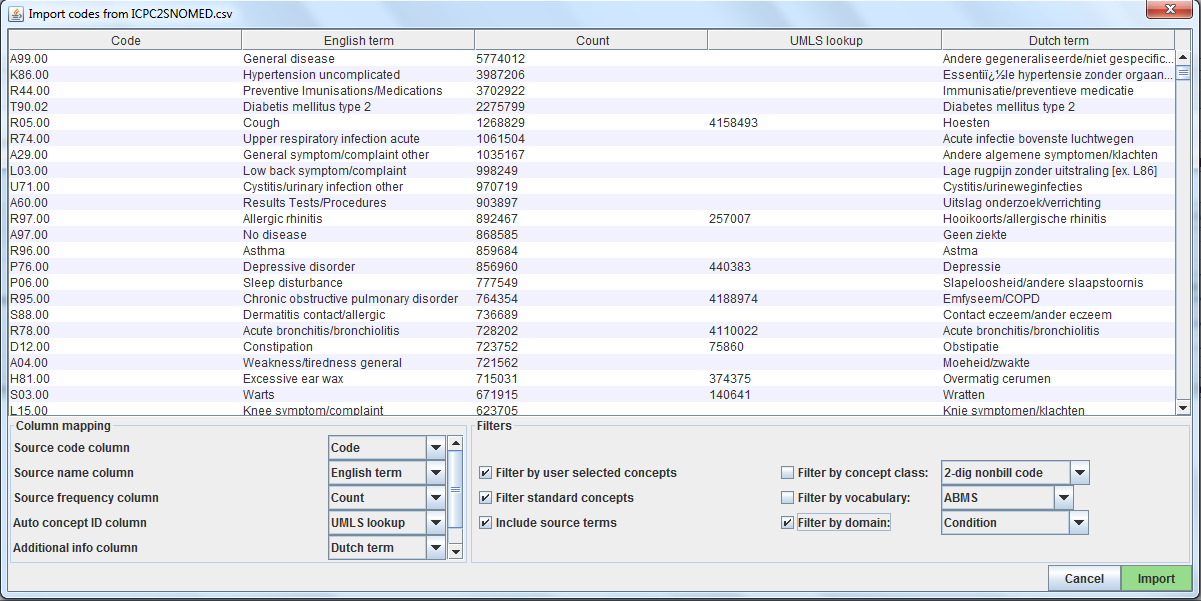 Import codes from ICPC2SNOMED.csv
Code English term Count UMLS lookup Dutch term
A99.00 General disease 5774012 Andere gegeneraliseerde/niet gespecific...
K86.00 Hypertension uncomplicated 3987206 Essentiï¿½le hypertensie zonder orgaan...
R44.00 Preventive Imunisations/Medications 3702922 Immunisatie/preventieve medicatie
T90.02 Diabetis mellitus type 2 2275799 Diabetes mellitus type 2
R05.00 Cough 1268829 4158493 Hoesten
R74.00 Upper respiratory infection acute 1061504 Acute infectie bovenste luchtwegen
A29.00 General symptom/complaint other 1035167 Andere algemene symptomen/klachten
L03.00 Low back symptom/complaint 998249 Lage rugpijn zonder uitstraling [ex. L86]
U71.00 Cystitis/urinary infection other 970719 Cystitis/urineweginfecties
A60.00 Results Tests/Procedures 903897 Uitslag onderzoek/verrichting
R97.00 Allergic rhinitis 892467 257007 Hooikoorts/allergische rhinitis
A97.00 No disease 868585 Geen ziekte
R96.00 Asthma 859684 Astma
P76.00 Depressive disorder 856960 440383 Depressie
P06.00 Sleep disturbance 777549 Slapeloosheid/andere slaapstoornis
R95.00 Chronic obstructive pulmonary disorder 764354 4188974 Emfyseem/COPD
S88.00 Dermatitis contact/allergic 736689 Contact eczeem/ander eczeem
R78.00 Acute bronchitis/bronchiolitis 728202 4110022 Acute bronchitis/bronchiolitis
D12.00 Constipation 723752 75860 Obstipatie
A04.00 Weakness/tiredness general 721562 Moeheid/zwakte
H81.00 Excessive ear wax 715031 374375 Overmatig cerumen
S03.00 Warts 671915 140641 Wratten
L15.00 Knee symptom/complaint 623705 Knie symptomen/klachten
Column mapping
Source code column Code
Source name column English term
Source frequency column Count
Auto concept ID column UMLS lookup
Additional info column Dutch term
Filters
Filter by user selected concepts Filter by concept class: 2-dig nonbill code
Filter standard concepts Filter by vocabulary: ABMS
Include source terms Filter by domain: Condition
Cancel Import